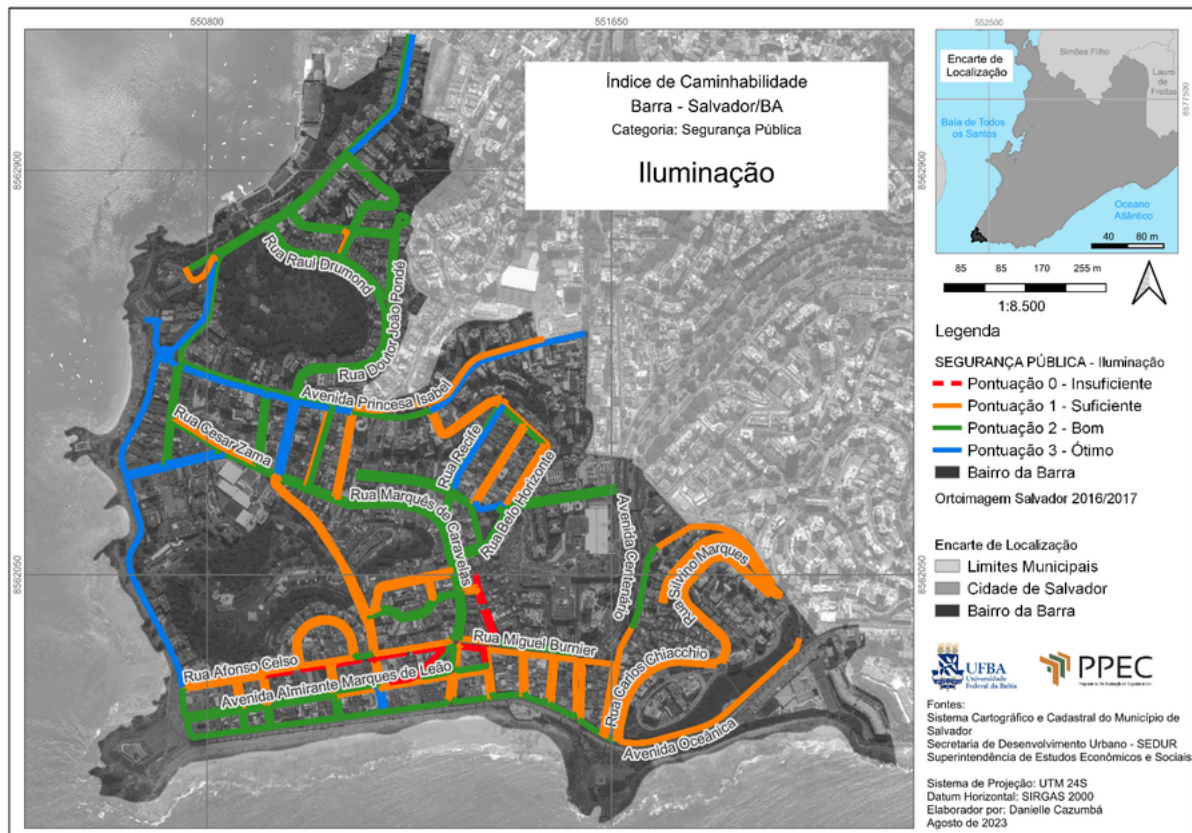 550800
551650
552500
8562900
8562050
8562900
8562050
8577500
Índice de Caminhabilidade
Barra - Salvador/BA
Categoria: Segurança Pública
Iluminação
Rua Raul Drumond
Rua Doutor João Pondé
Avenida Princesa Isabel
Rua Cesar Zama
Rua Recife
Rua Belo Horizonte
Rua Marquês de Caravelas
Avenida Centenário
Rua Silvino Marques
Rua Miguel Burnier
Rua Afonso Celso
Avenida Almirante Marques de Leão
Rua Carlos Chiacchio
Avenida Oceânica
Encarte de
Localização
Simões Filho
Lauro
de
Freitas
Baía de Todos
os Santos
Oceano
Atlântico
40 80 m
85 85 170 255 m
1:8.500
Legenda
SEGURANÇA PÚBLICA - Iluminação
Pontuação 0 - Insuficiente
Pontuação 1 - Suficiente
Pontuação 2 - Bom
Pontuação 3 - Ótimo
Bairro da Barra
Ortoimagem Salvador 2016/2017
Encarte de Localização
Limites Municipais
Cidade de Salvador
Bairro da Barra
UFBA
Universidade
Federal da Bahia
PPEC
Fontes:
Sistema Cartográfico e Cadastral do Município de
Salvador
Secretaria de Desenvolvimento Urbano - SEDUR
Superintendência de Estudos Econômicos e Sociais
Sistema de Projeção: UTM 24S
Datum Horizontal: SIRGAS 2000
Elaborador por: Danielle Cazumbá
Agosto de 2023